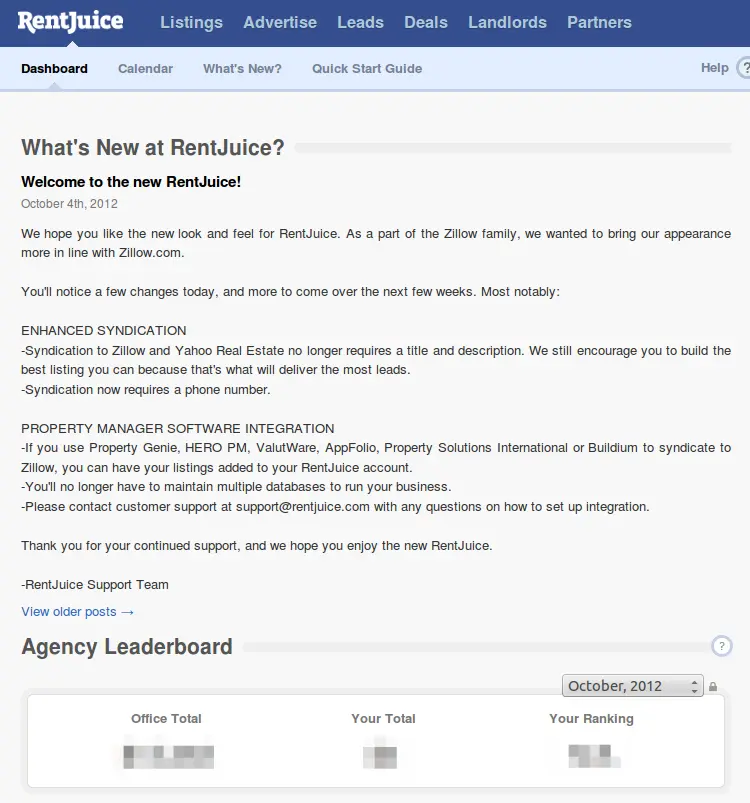 RentJuice
Listings Advertise Leads Deals Landlords Partners
Dashboard Calendar What's New? Quick Start Guide Help ?
What's New at RentJuice?
Welcome to the new RentJuice!
October 4th, 2012
We hope you like the new look and feel for RentJuice. As a part of the Zillow family, we wanted to bring our appearance
more in line with Zillow.com.
You'll notice a few changes today, and more to come over the next few weeks. Most notably:
ENHANCED SYNDICATION
-Syndication to Zillow and Yahoo Real Estate no longer requires a title and description. We still encourage you to build the
best listing you can because that's what will deliver the most leads.
-Syndication now requires a phone number.
PROPERTY MANAGER SOFTWARE INTEGRATION
-If you use Property Genie, HERO PM, ValutWare, AppFolio, Property Solutions International or Buildium to syndicate to
Zillow, you can have your listings added to your RentJuice account.
-You'll no longer have to maintain multiple databases to run your business.
-Please contact customer support at support@rentjuice.com with any questions on how to set up integration.
Thank you for your continued support, and we hope you enjoy the new RentJuice.
-RentJuice Support Team
View older posts →
Agency Leaderboard ?
October, 2012
Office Total Your Total Your Ranking